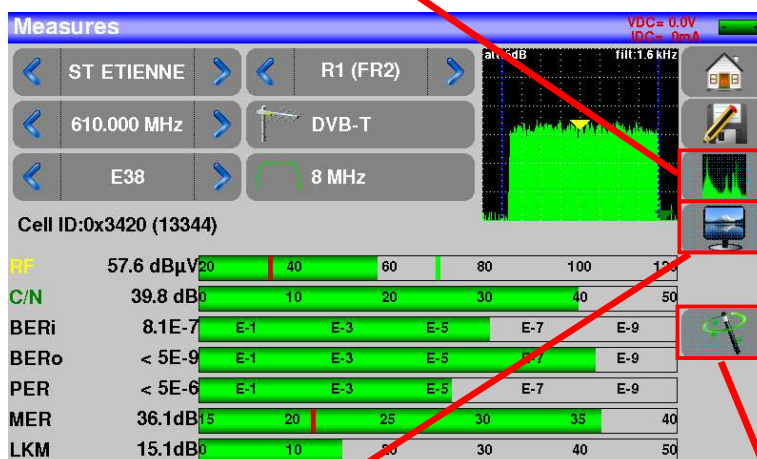 Measures
VDC= 0.0V
IDC= 0mA
ST ETIENNE
R1 (FR2)
filt:1.6 kHz
610.000 MHz
DVB-T
E38
8 MHz
Cell ID:0x3420 (13344)
RF 57.6 dBµV 20 40 60 80 100
C/N 39.8 dB 0 10 20 30 40 50
BERi 8.1E-7 E-1 E-3 E-5 E-7 E-9
BERo < 5E-9 E-1 E-3 E-5 E-7 E-9
PER < 5E-6 E-1 E-3 E-5 E-7 E-9
MER 36.1dB 15 20 25 30 35 40
LKM 15.1dB 0 10 20 30 40 50